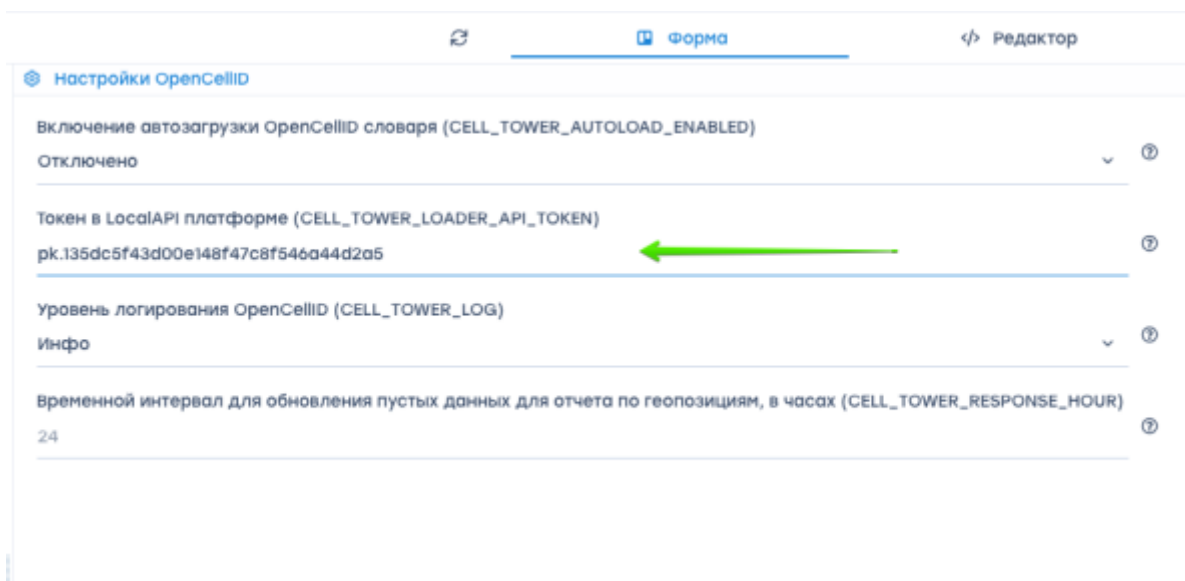 Форма
</> Редактор
Настройки OpenCellID
Включение автозагрузки OpenCellID словаря (CELL_TOWER_AUTOLOAD_ENABLED)
Отключено
Токен в LocalAPI платформе (CELL_TOWER_LOADER_API_TOKEN)
pk.135dc5f43d00e148f47c8f546a44d2a5
Уровень логирования OpenCellID (CELL_TOWER_LOG)
Инфо
Временной интервал для обновления пустых данных для отчета по геопозициям, в часах (CELL_TOWER_RESPONSE_HOUR)
24